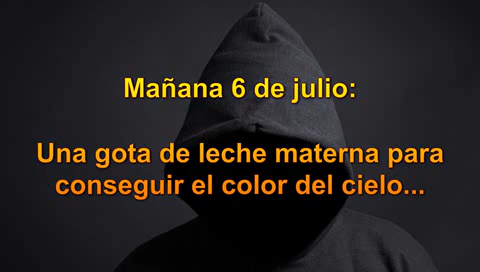 Mañana 6 de julio:
Una gota de leche materna para
conseguir el color del cielo...